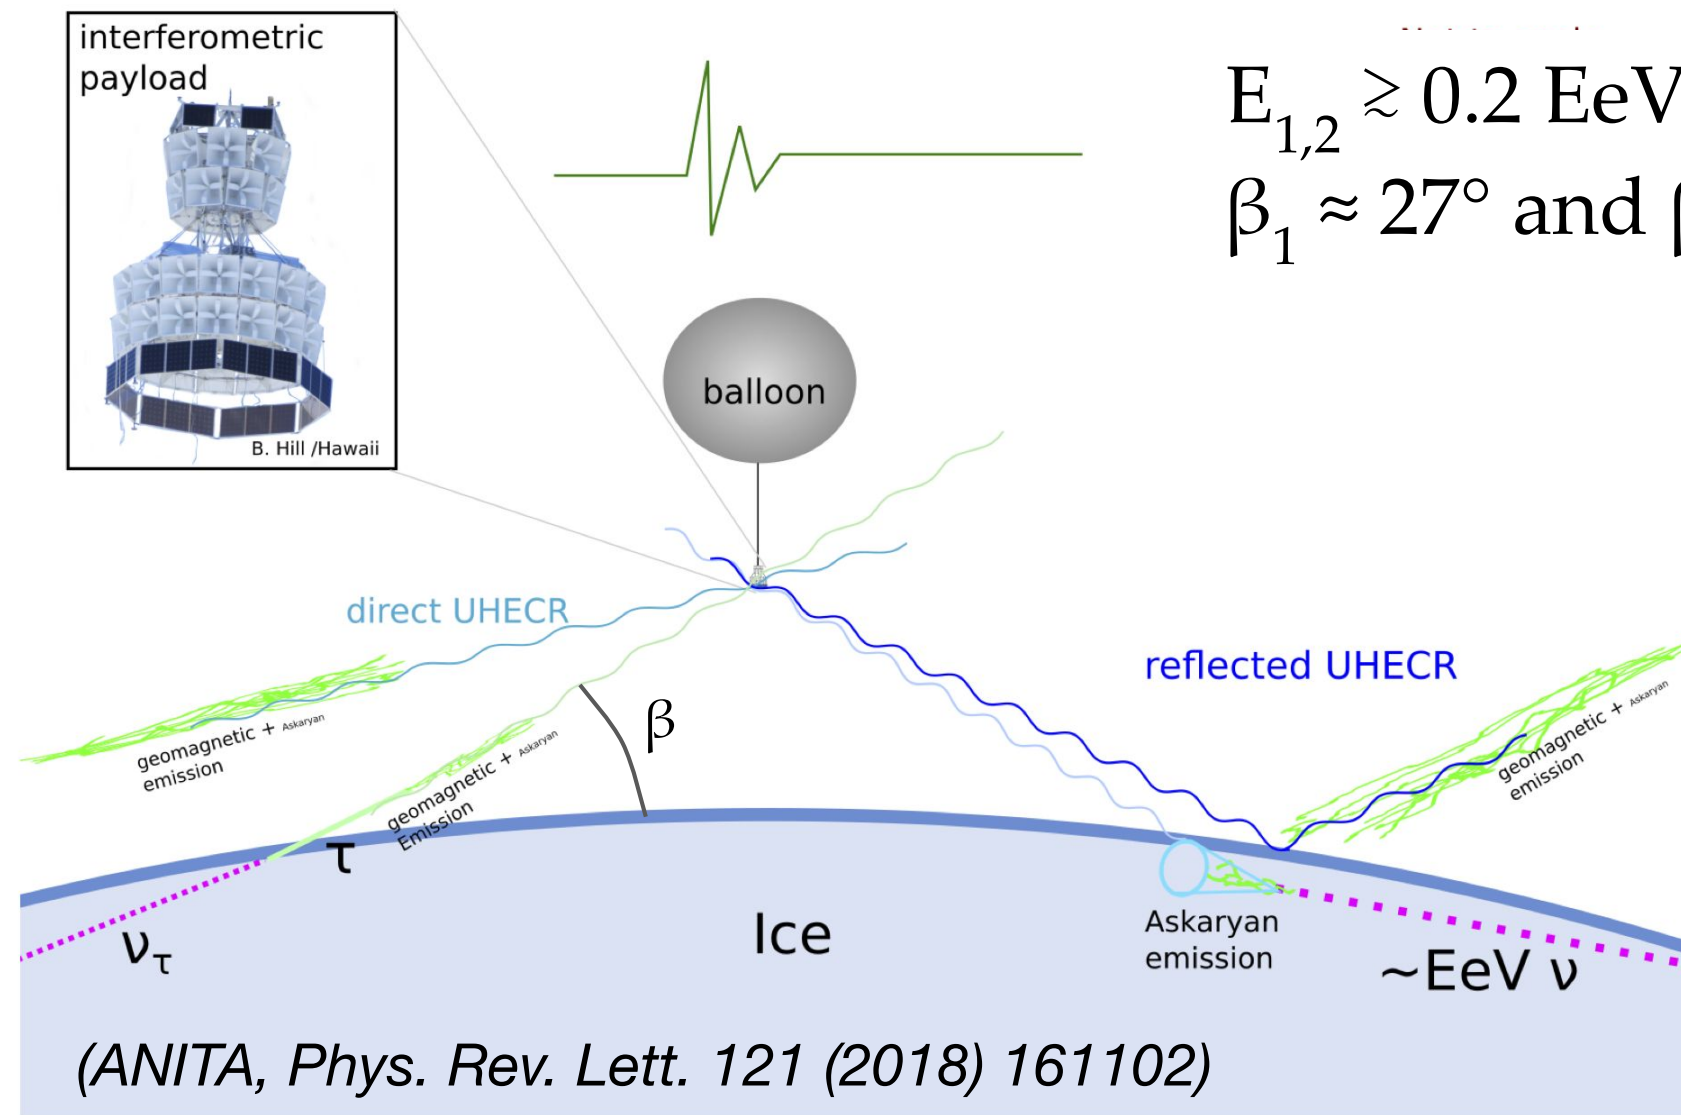 interferometric
payload
B. Hill /Hawaii
E1,2 ≳ 0.2 EeV
β1 ≈ 27° and
balloon
direct UHECR
reflected UHECR
geomagnetic + Askaryan
emission
β
geomagnetic + Askaryan
Emission
geomagnetic + Askaryan
emission
τ
ντ
Ice
Askaryan
emission
~EeV ν
(ANITA, Phys. Rev. Lett. 121 (2018) 161102)